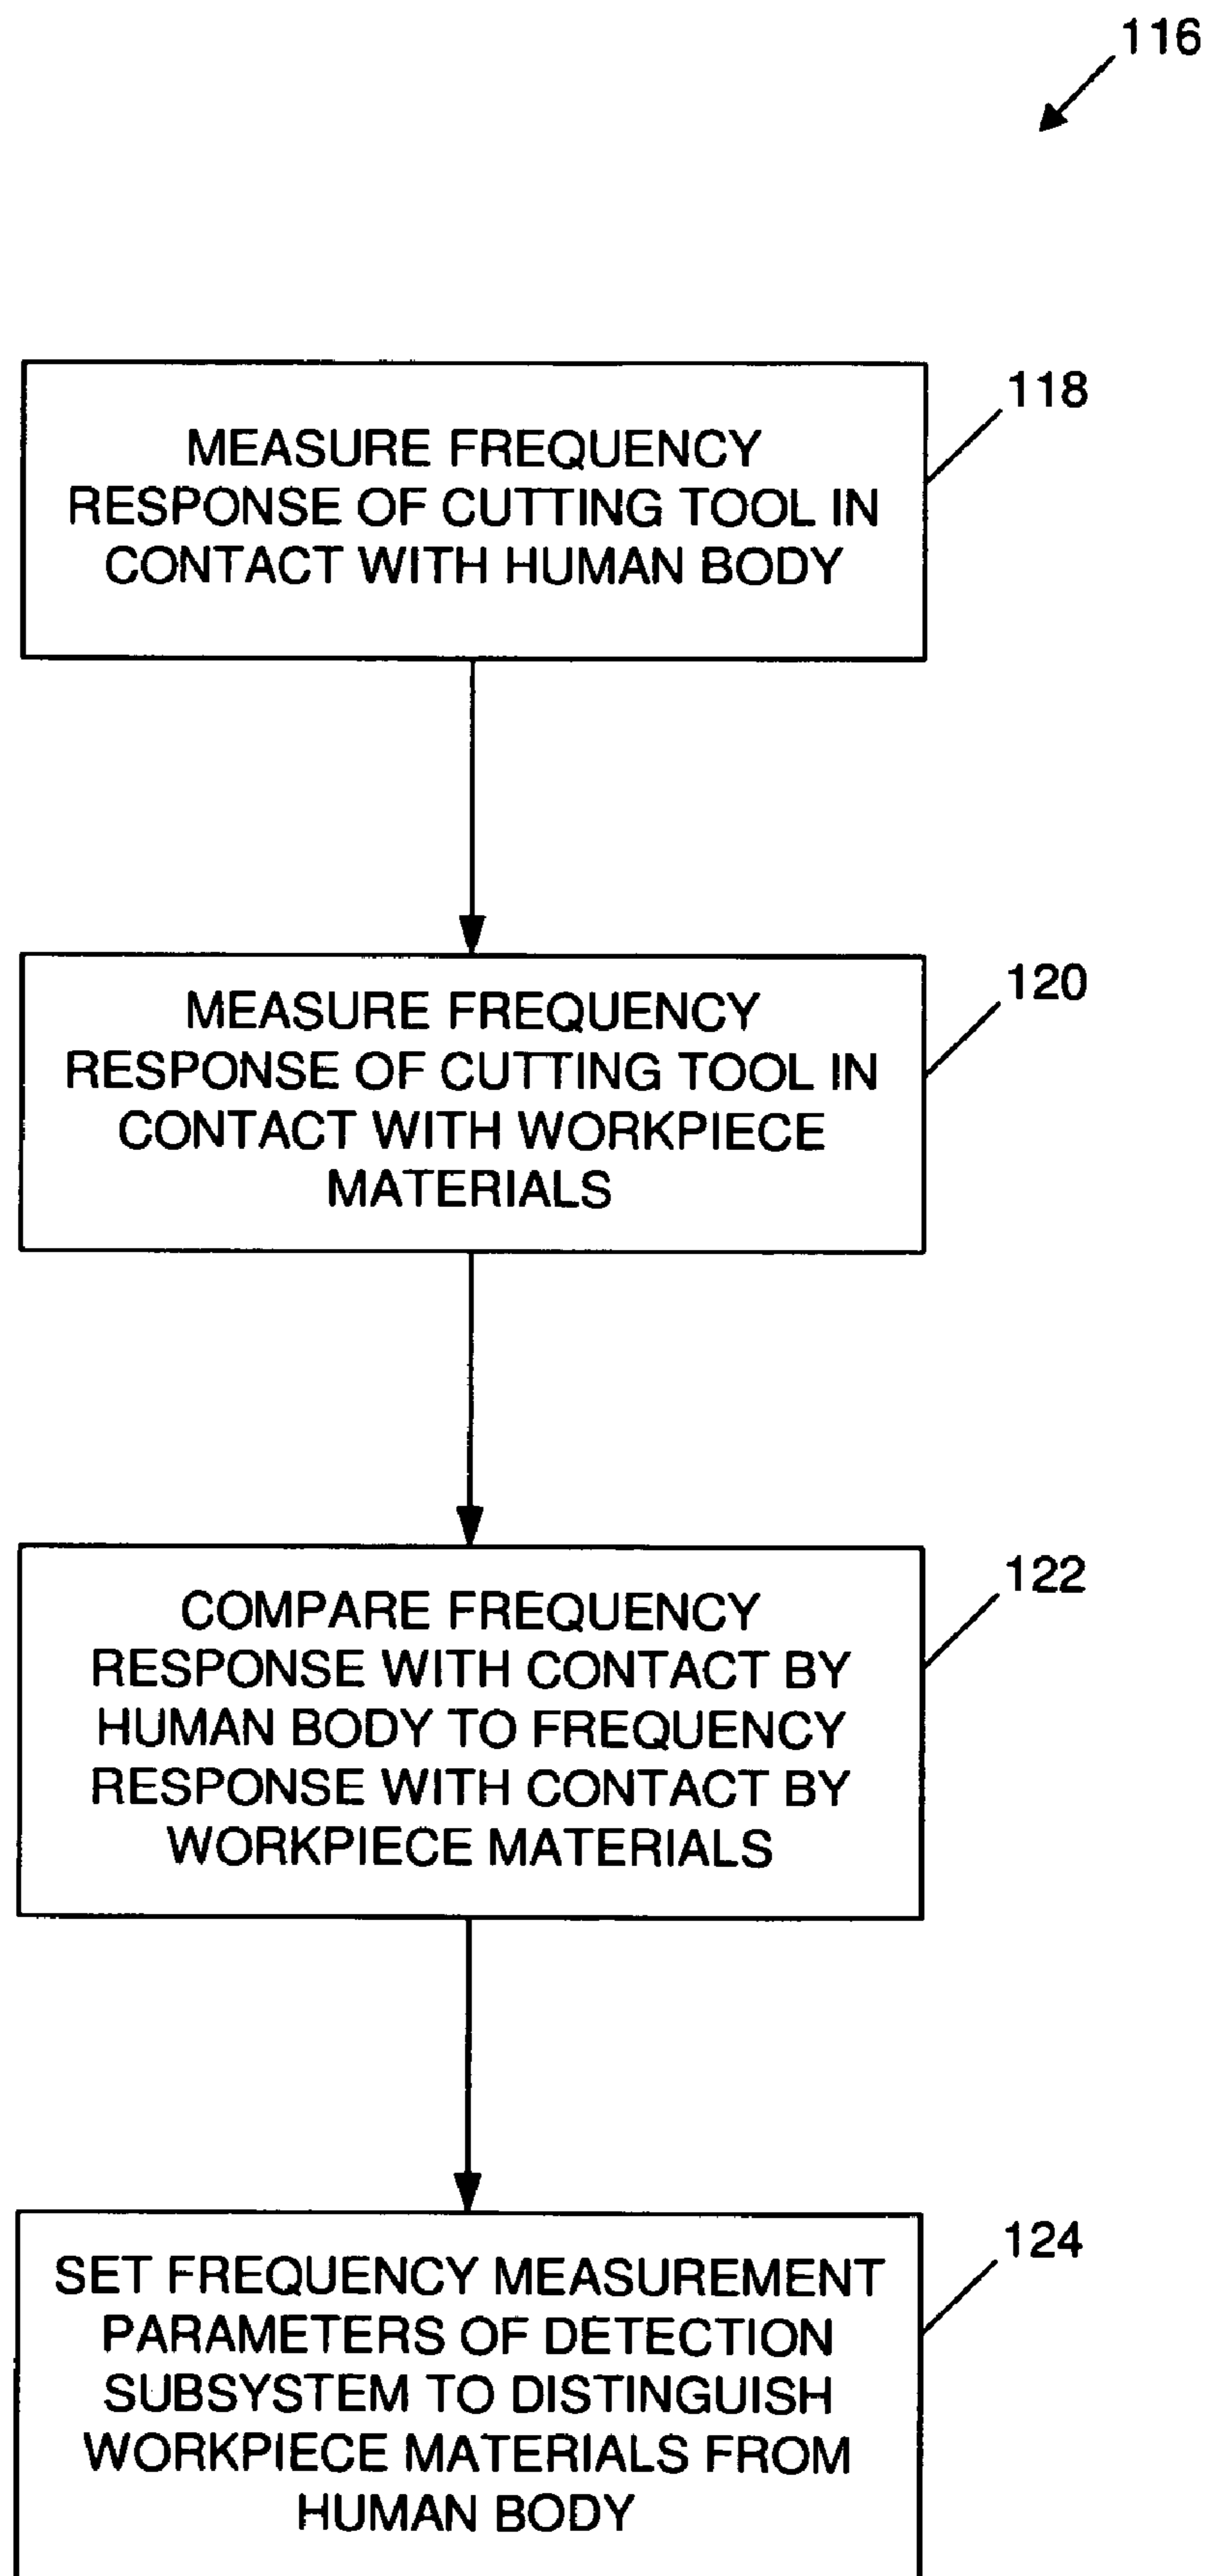 116
MEASURE FREQUENCY
RESPONSE OF CUTTING TOOL IN
CONTACT WITH HUMAN BODY
118
MEASURE FREQUENCY
RESPONSE OF CUTTING TOOL IN
CONTACT WITH WORKPIECE
MATERIALS
120
COMPARE FREQUENCY
RESPONSE WITH CONTACT BY
HUMAN BODY TO FREQUENCY
RESPONSE WITH CONTACT BY
WORKPIECE MATERIALS
122
SET FREQUENCY MEASUREMENT
PARAMETERS OF DETECTION
SUBSYSTEM TO DISTINGUISH
WORKPIECE MATERIALS FROM
HUMAN BODY
124